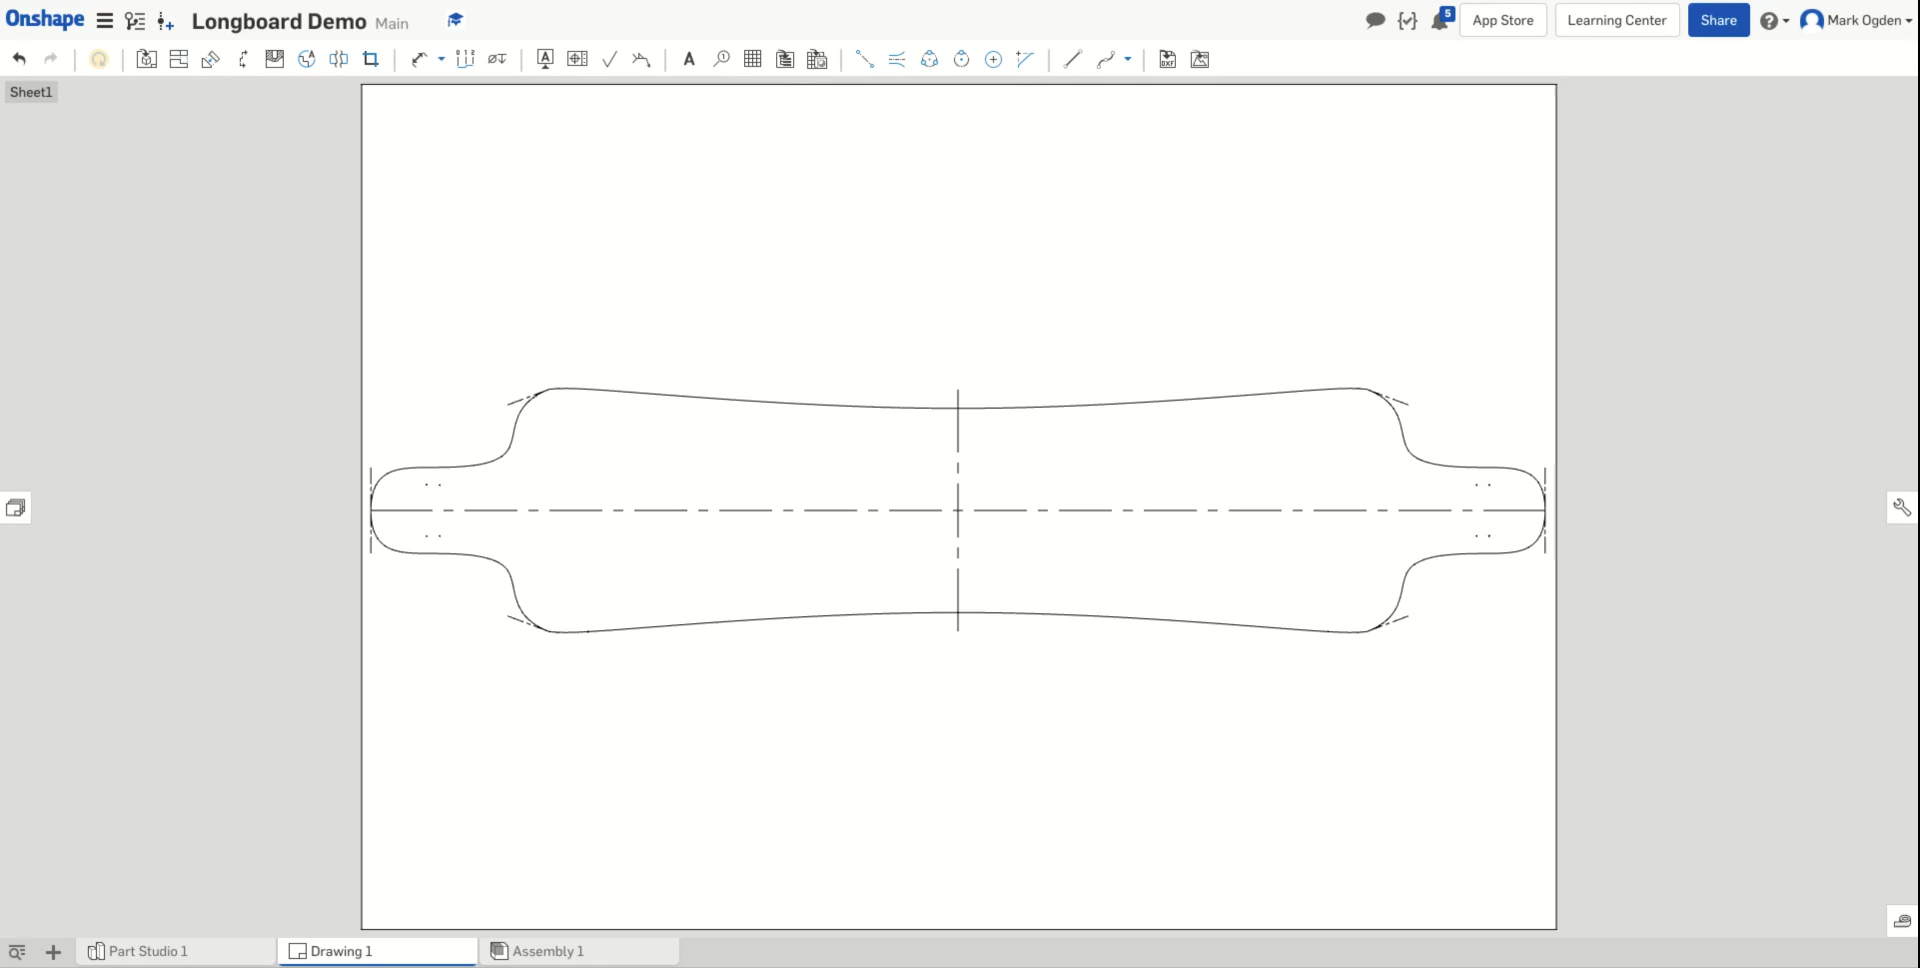 Onshape Longboard Demo Main 5 App Store Learning Center Share Mark Ogden
A A DXF
Sheet1
Part Studio 1 Drawing 1 Assembly 1